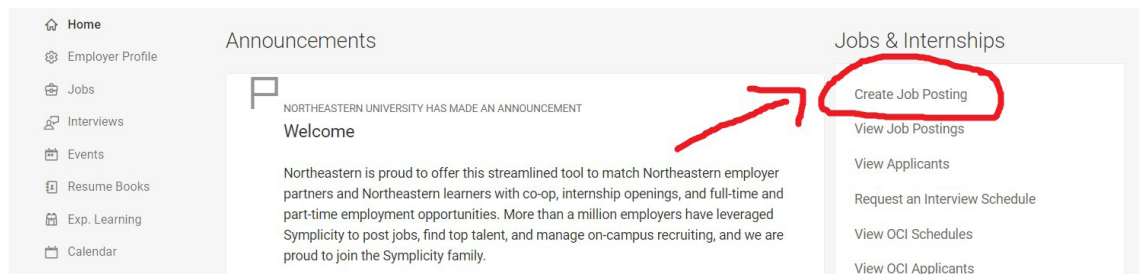 Home
Employer Profile
Jobs
Interviews
Events
Resume Books
Exp. Learning
Calendar
Announcements
NORTHEASTERN UNIVERSITY HAS MADE AN ANNOUNCEMENT
Welcome
Northeastern is proud to offer this streamlined tool to match Northeastern employer
partners and Northeastern learners with co-op, internship openings, and full-time and
part-time employment opportunities. More than a million employers have leveraged
Symplicity to post jobs, find top talent, and manage on-campus recruiting, and we are
proud to join the Symplicity family.
Jobs & Internships
Create Job Posting
View Job Postings
View Applicants
Request an Interview Schedule
View OCI Schedules
View OCI Applicants